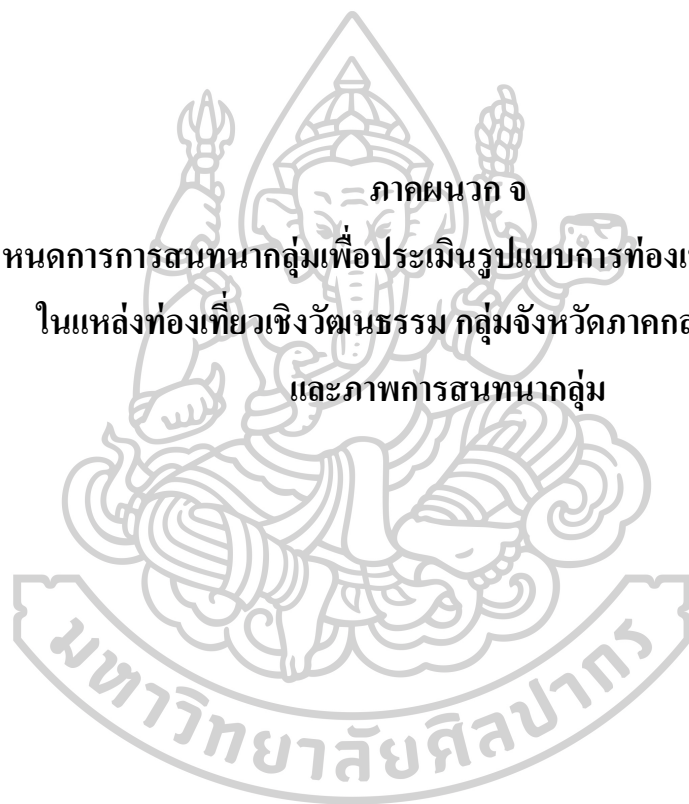 ภาคผนวก จ
หนดการการสนทนากลุ่มเพื่อประเมินรูปแบบการท่องเ
ในแหล่งท่องเที่ยวเชิงวัฒนธรรม กลุ่มจังหวัดภาคกล
และภาพการสนทนากลุ่ม
มหาวิทยาลัยศิลปากร